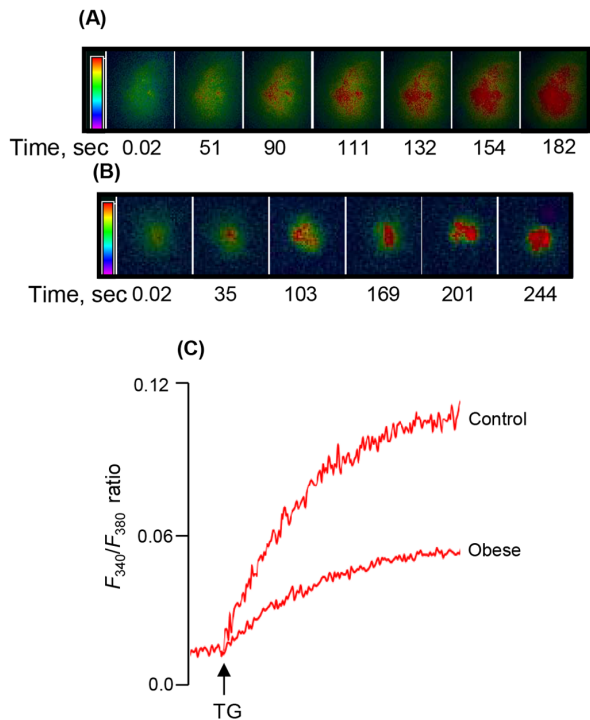 (A)
Time, sec 0.02 51 90 111 132 154 182
(B)
Time, sec 0.02 35 103 169 201 244
(C)
0.12
Control
F340/F380 ratio
0.06
Obese
0.0
TG